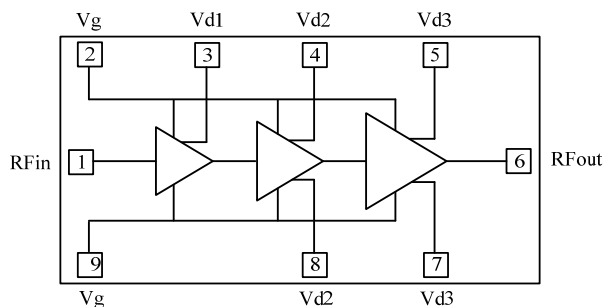 Vg Vd1 Vd2 Vd3
2 3 4 5
RFin 1 6 RFout
9 8 7
Vg Vd2 Vd3